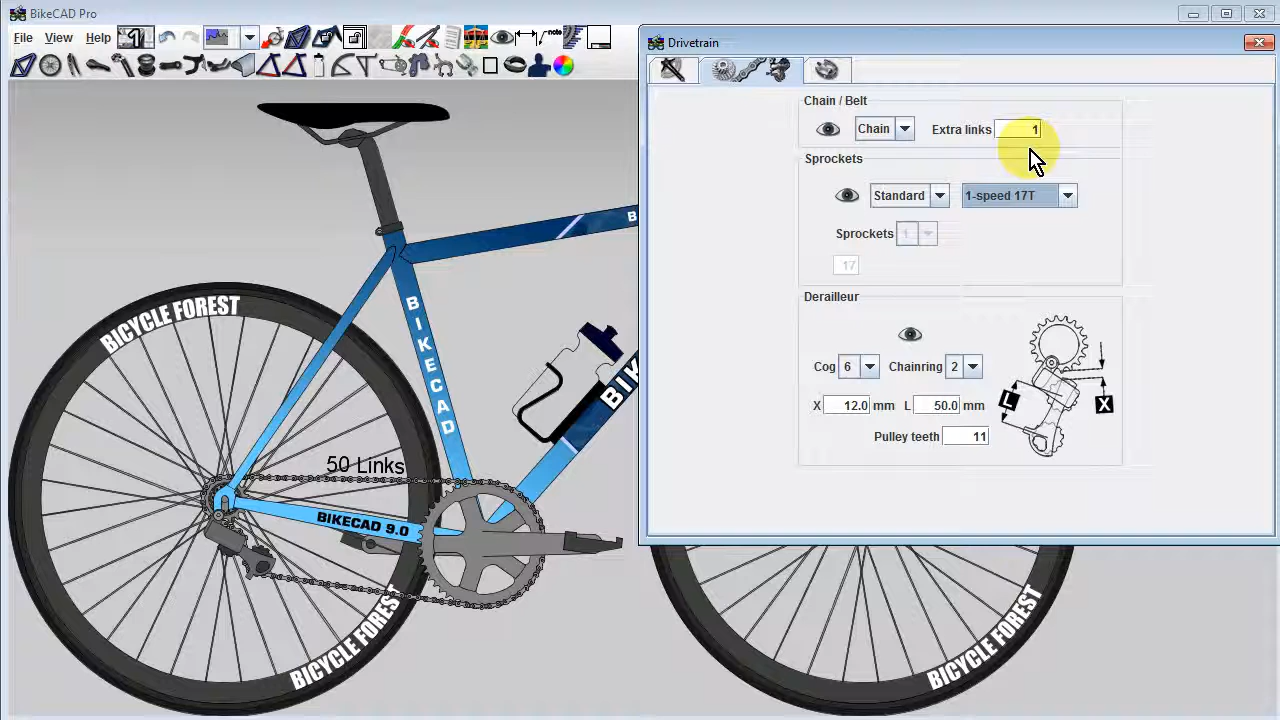 BikeCAD Pro
File View Help
note
Drivetrain
Chain / Belt
Chain Extra links 1
Sprockets
Standard 1-speed 17T
Sprockets 1
17
Derailleur
Cog 6 Chainring 2
X 12.0 mm L 50.0 mm
Pulley teeth 11
L
X
B
BICYCLE FOREST
BIKECAD
BIK
50 Links
BIKECAD 9.0
BICYCLE FOREST
BICYCLE FOREST